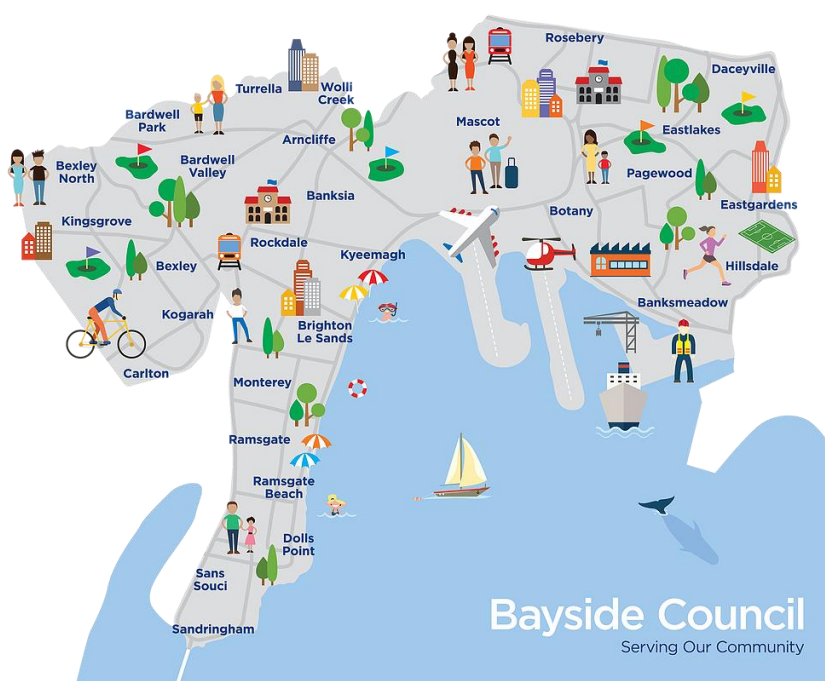 Rosebery
Daceyville
Turrella
Wolli
Creek
Bardwell
Park
Mascot
Eastlakes
Arncliffe
Bexley
North
Bardwell
Valley
Pagewood
Banksia
Eastgardens
Kingsgrove
Botany
Rockdale
Kyeemagh
Bexley
Hillsdale
Banksmeadow
Kogarah
Brighton
Le Sands
Carlton
Monterey
Ramsgate
Ramsgate
Beach
Dolls
Point
Sans
Souci
Sandringham
Bayside Council
Serving Our Community